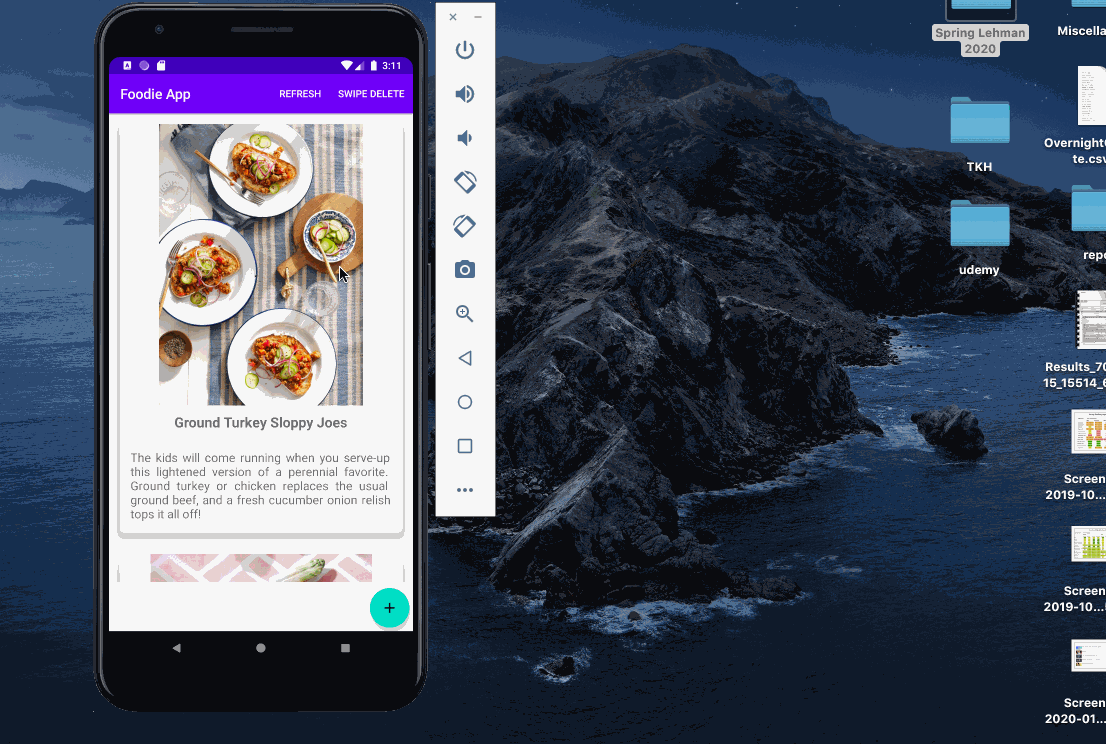 3:11
Foodie App
REFRESH
SWIPE DELETE
Ground Turkey Sloppy Joes
The kids will come running when you serve-up
this lightened version of a perennial favorite.
Ground turkey or chicken replaces the usual
ground beef, and a fresh cucumber onion relish
tops it all off!
Spring Lehman
2020
Miscella
TKH
Overnight
te.csv
udemy
repo
Results_70
15_15514_6
Screen
2019-10...
Screen
2019-10...
Screen
2020-01...